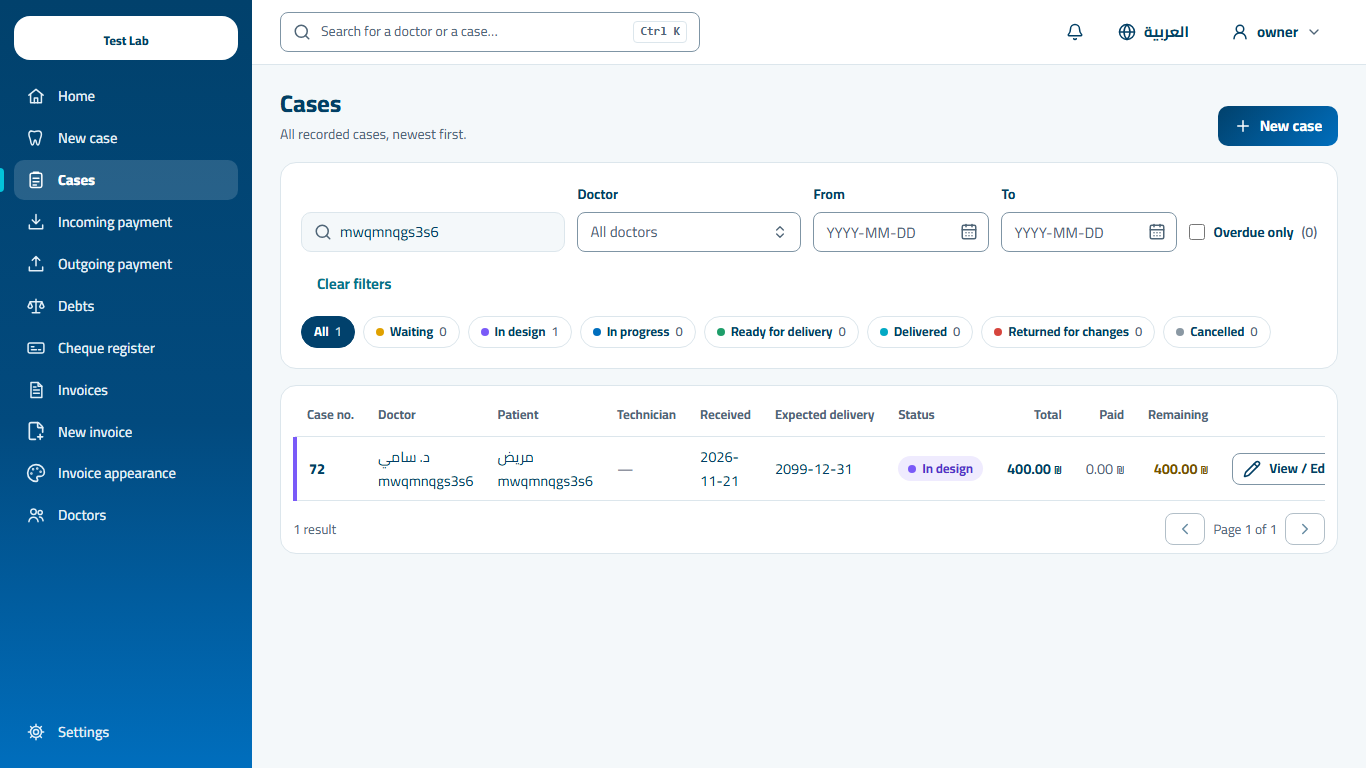 Test Lab
Search for a doctor or a case...
Ctrl K
العربية
owner
Home
New case
Cases
Incoming payment
Outgoing payment
Debts
Cheque register
Invoices
New invoice
Invoice appearance
Doctors
Settings
Cases
All recorded cases, newest first.
+ New case
Doctor
From
To
mwqmnqgs3s6
All doctors
YYYY-MM-DD
YYYY-MM-DD
Overdue only (0)
Clear filters
All 1
Waiting 0
In design 1
In progress 0
Ready for delivery 0
Delivered 0
Returned for changes 0
Cancelled 0
Case no. Doctor Patient Technician Received Expected delivery Status Total Paid Remaining
72
د. سامي
mwqmnqgs3s6
مريض
mwqmnqgs3s6
—
2026-
11-21
2099-12-31
In design
400.00 ₪
0.00 ₪
400.00 ₪
View / Ed
1 result
Page 1 of 1